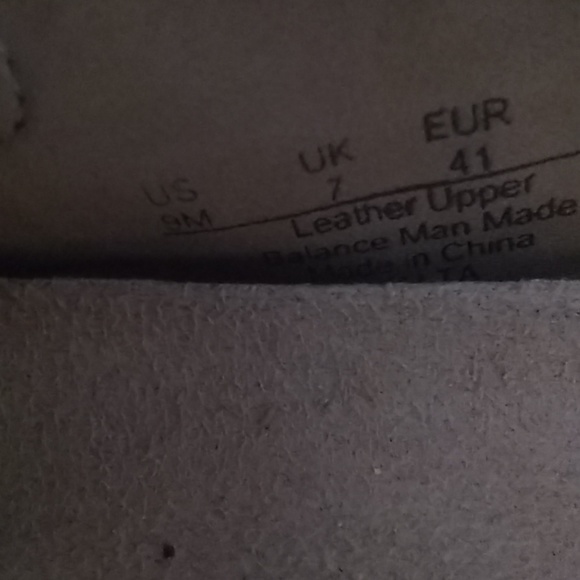 US UK EUR
9M 7 41
Leather Upper
Balance Man Made
Made in China